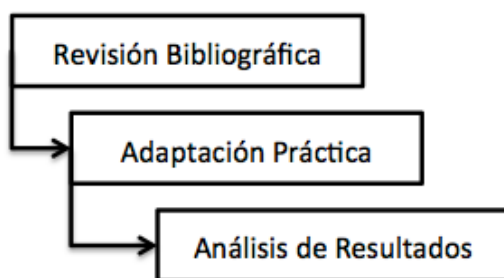 Revisión Bibliográfica
Adaptación Práctica
Análisis de Resultados